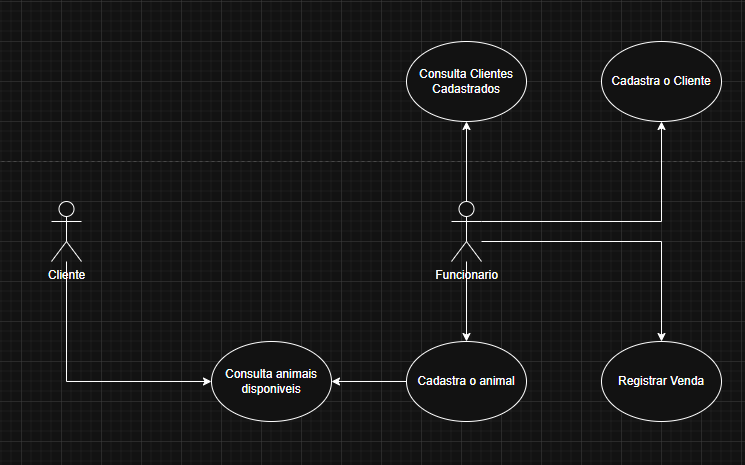 Consulta Clientes
Cadastrados
Cadastra o Cliente
Cliente
Funcionario
Consulta animais
disponiveis
Cadastra o animal
Registrar Venda